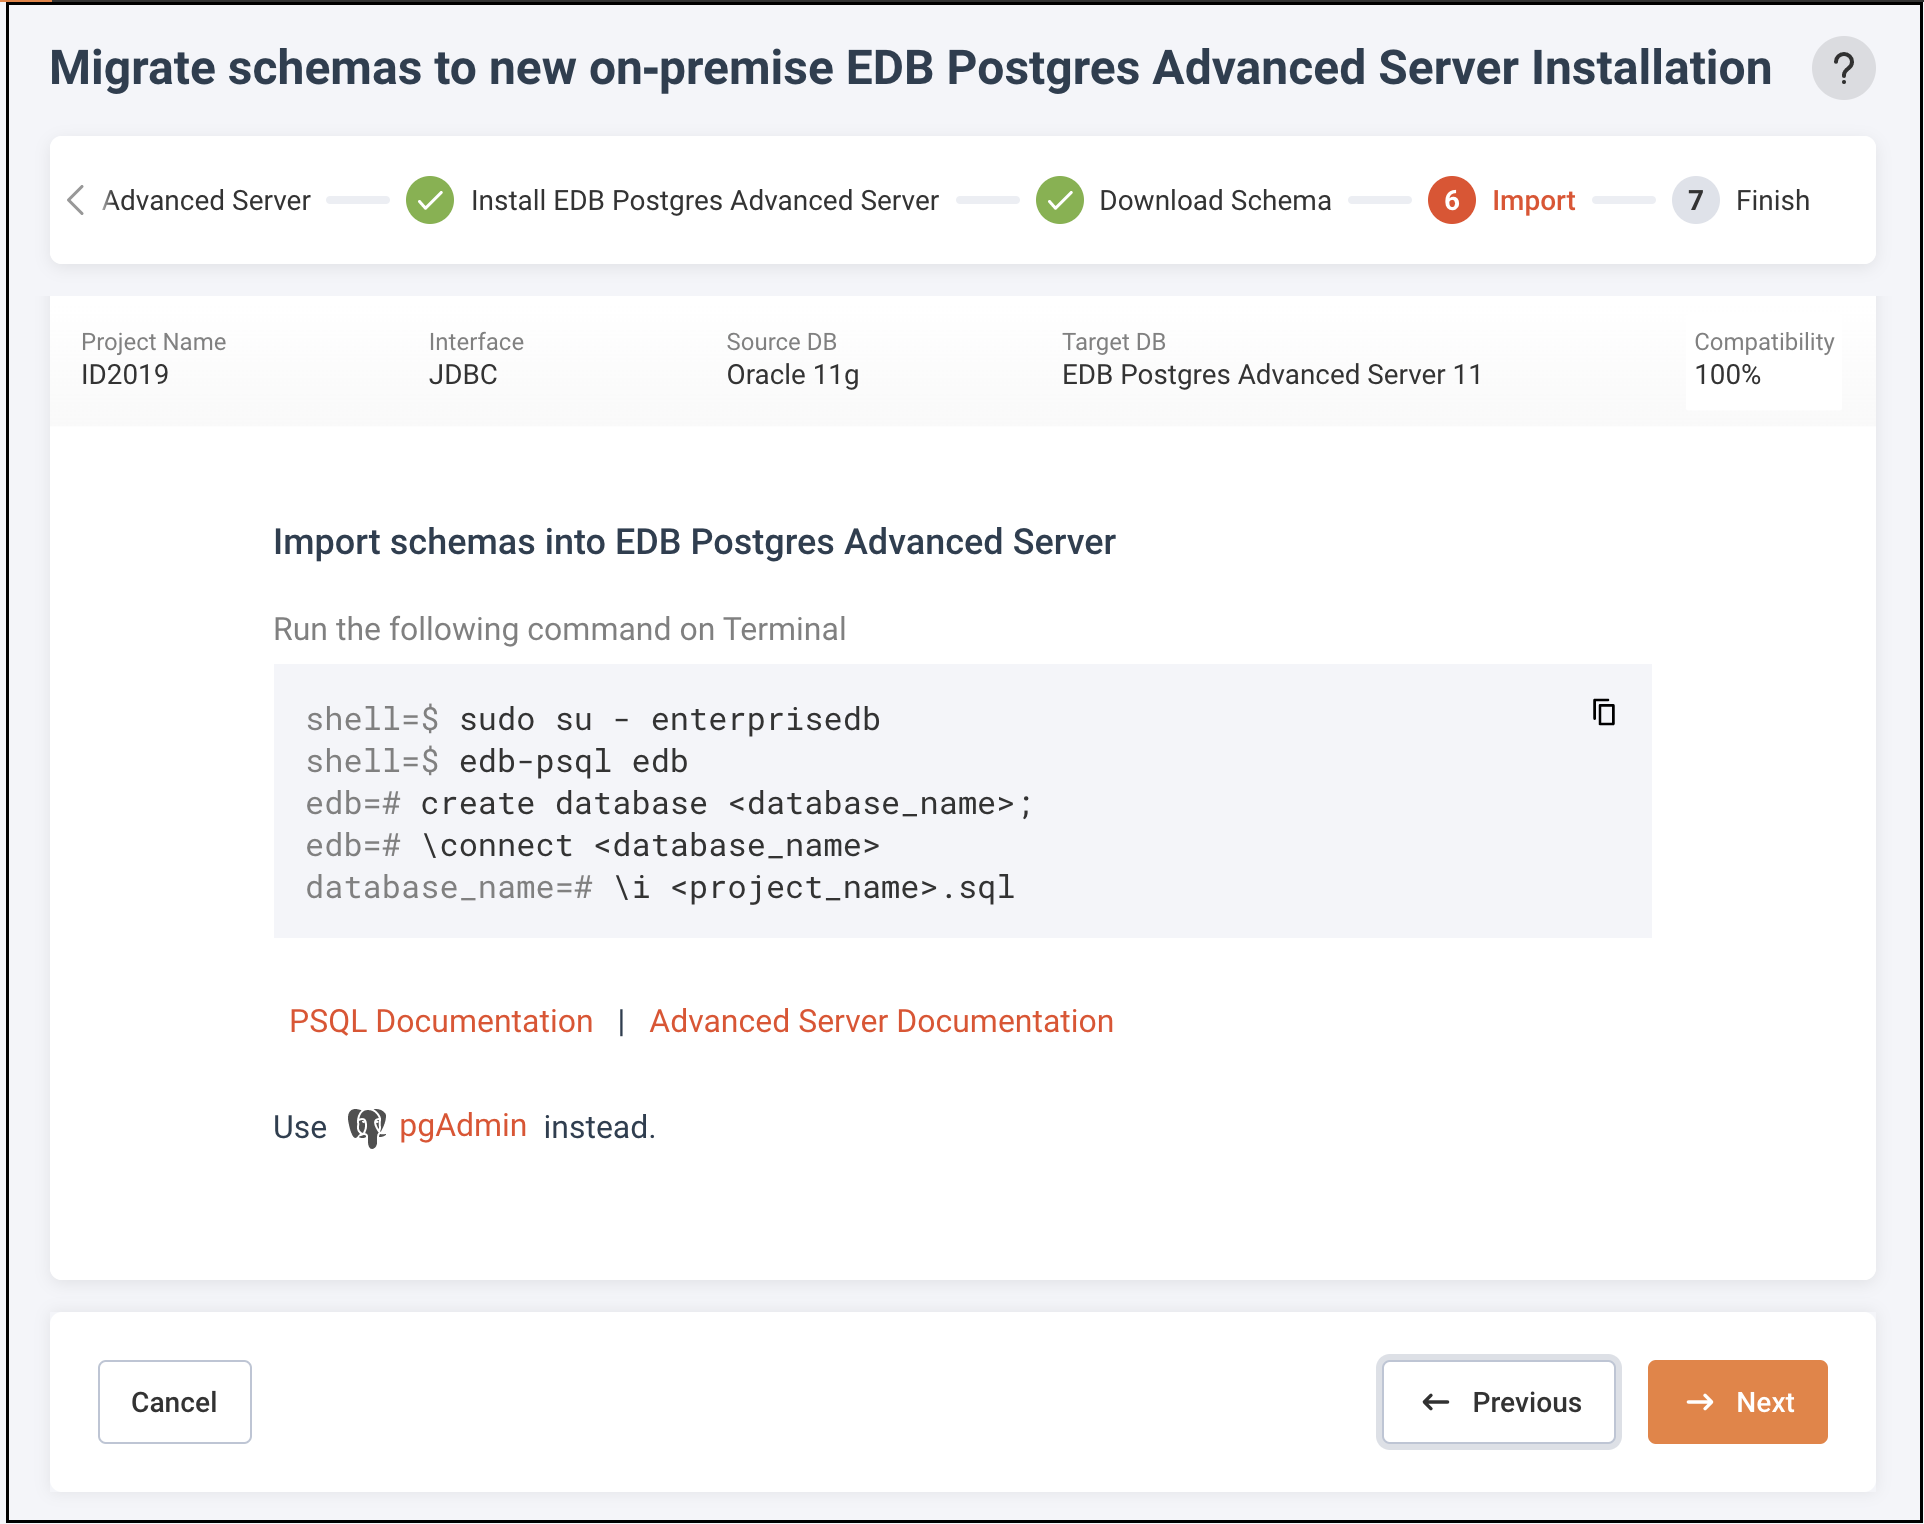 Migrate schemas to new on-premise EDB Postgres Advanced Server Installation ?
Advanced Server Install EDB Postgres Advanced Server Download Schema 6 Import 7 Finish
Project Name Interface Source DB Target DB Compatibility
ID2019 JDBC Oracle 11g EDB Postgres Advanced Server 11 100%
Import schemas into EDB Postgres Advanced Server
Run the following command on Terminal
shell=$ sudo su - enterprisedb
shell=$ edb-psql edb
edb=# create database <database_name>;
edb=# \connect <database_name>
database_name=# \i <project_name>.sql
PSQL Documentation | Advanced Server Documentation
Use pgAdmin instead.
Cancel Previous Next